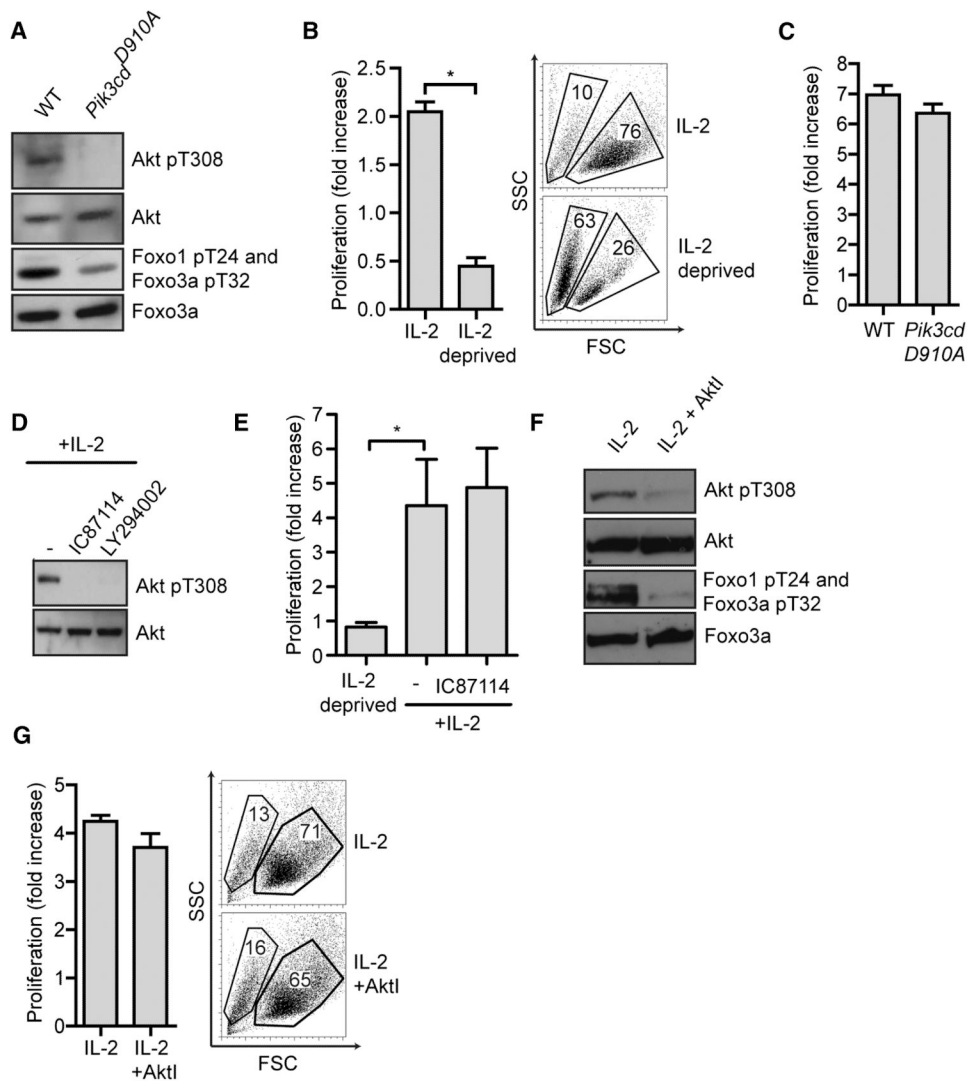 A
WT
Pik3cd D910A
Akt pT308
Akt
Foxo1 pT24 and
Foxo3a pT32
Foxo3a
B
Proliferation (fold increase)
2.5
2.0
1.5
1.0
0.5
0
*
IL-2
IL-2
deprived
SSC
10
76
IL-2
63
26
IL-2
deprived
FSC
C
Proliferation (fold increase)
8
7
6
5
4
3
2
1
0
WT
Pik3cd
D910A
D
+IL-2
-
IC87114
LY294002
Akt pT308
Akt
E
Proliferation (fold increase)
7
6
5
4
3
2
1
0
*
IL-2
deprived
-
IC87114
+IL-2
F
IL-2
IL-2 + AktI
Akt pT308
Akt
Foxo1 pT24 and
Foxo3a pT32
Foxo3a
G
Proliferation (fold increase)
5
4
3
2
1
0
IL-2
IL-2
+AktI
SSC
13
71
IL-2
16
65
IL-2
+AktI
FSC